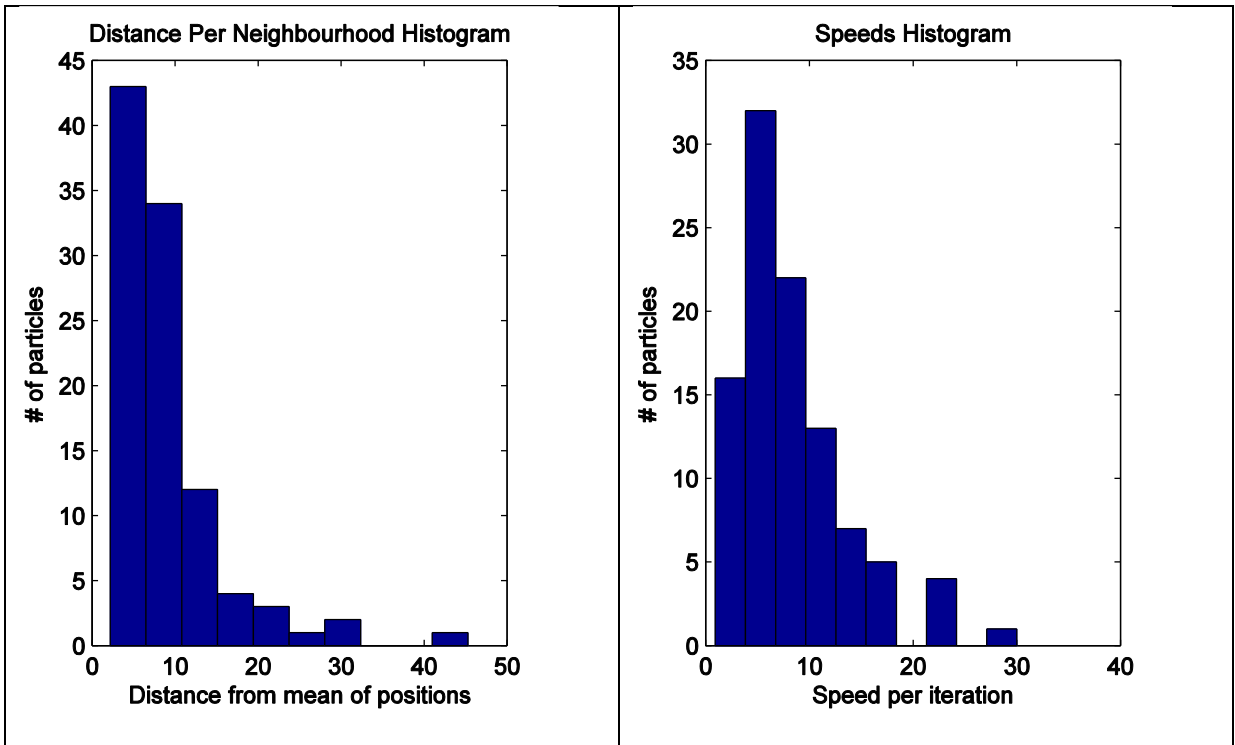 Distance Per Neighbourhood Histogram
45
40
35
30
25
20
15
10
5
0
# of particles
0 10 20 30 40 50
Distance from mean of positions
Speeds Histogram
35
30
25
20
15
10
5
0
# of particles
0 10 20 30 40
Speed per iteration